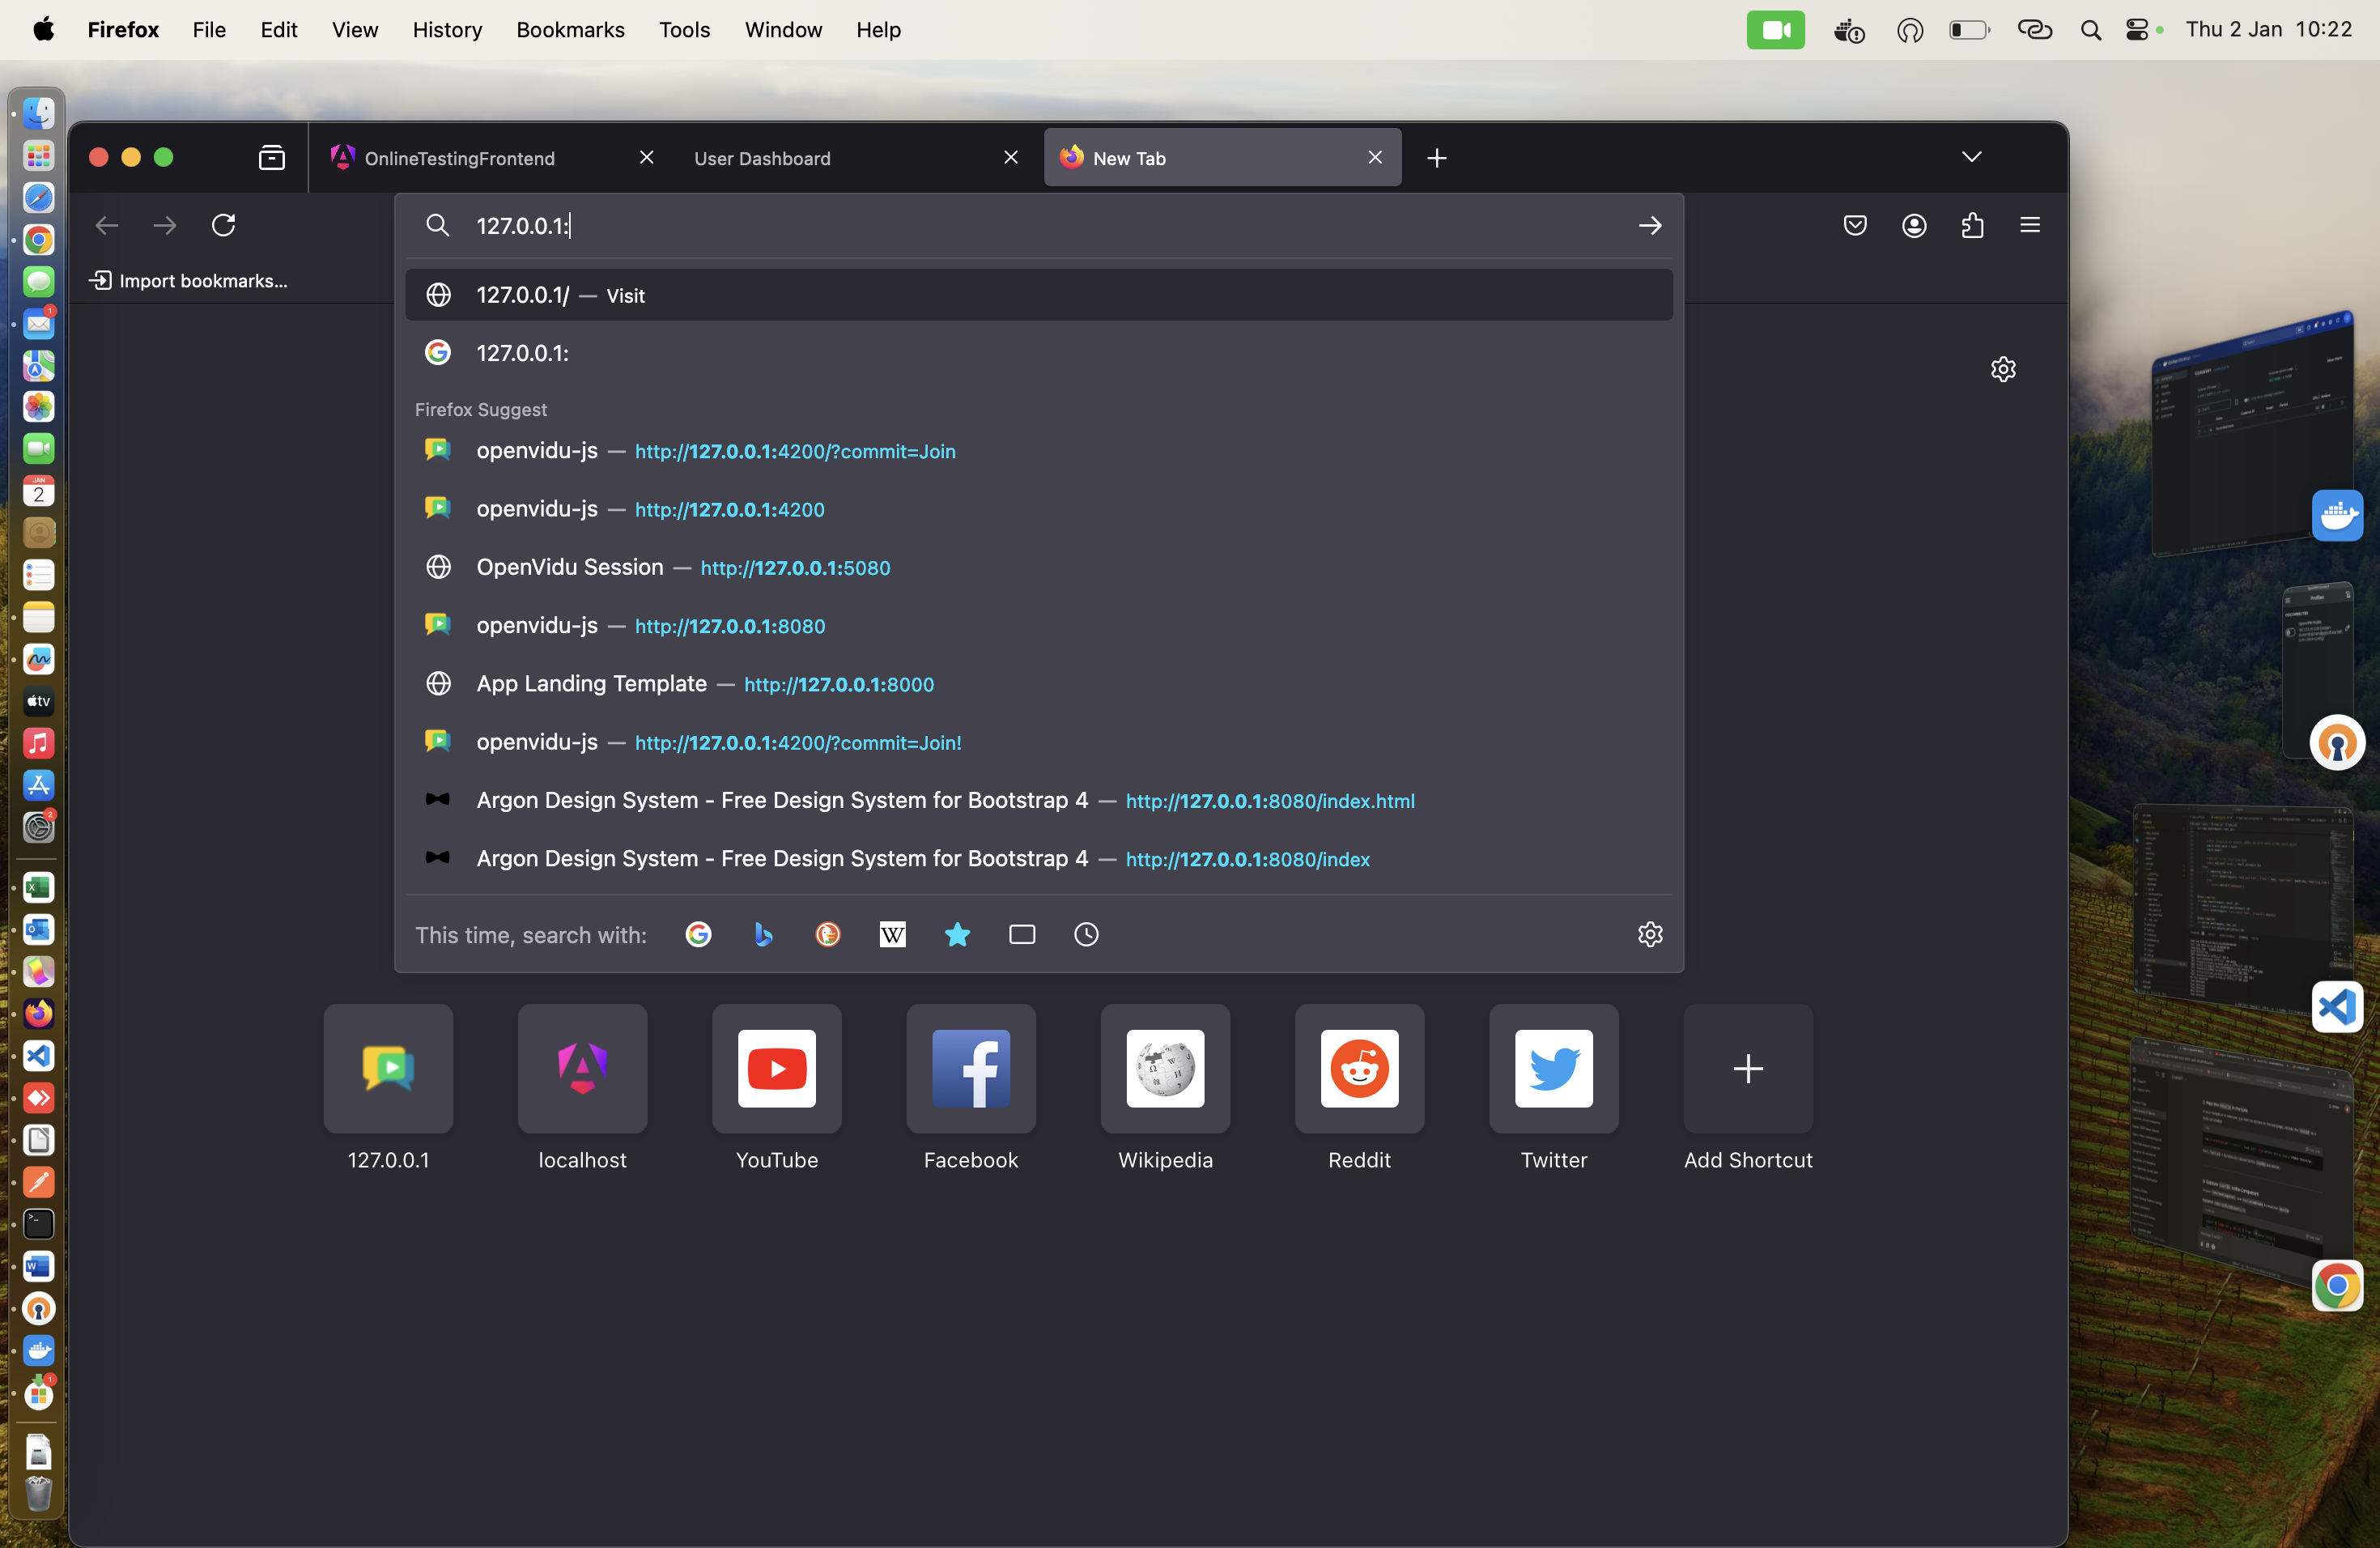 Firefox File Edit View History Bookmarks Tools Window Help Thu 2 Jan 10:22
OnlineTestingFrontend User Dashboard New Tab
127.0.0.1:
Import bookmarks...
127.0.0.1/ — Visit
127.0.0.1:
Firefox Suggest
openvidu-js — http://127.0.0.1:4200/?commit=Join
openvidu-js — http://127.0.0.1:4200
OpenVidu Session — http://127.0.0.1:5080
openvidu-js — http://127.0.0.1:8080
App Landing Template — http://127.0.0.1:8000
openvidu-js — http://127.0.0.1:4200/?commit=Join!
Argon Design System - Free Design System for Bootstrap 4 — http://127.0.0.1:8080/index.html
Argon Design System - Free Design System for Bootstrap 4 — http://127.0.0.1:8080/index
This time, search with: W
127.0.0.1 localhost YouTube Facebook Wikipedia Reddit Twitter Add Shortcut
1
JAN
2
tv
2
1